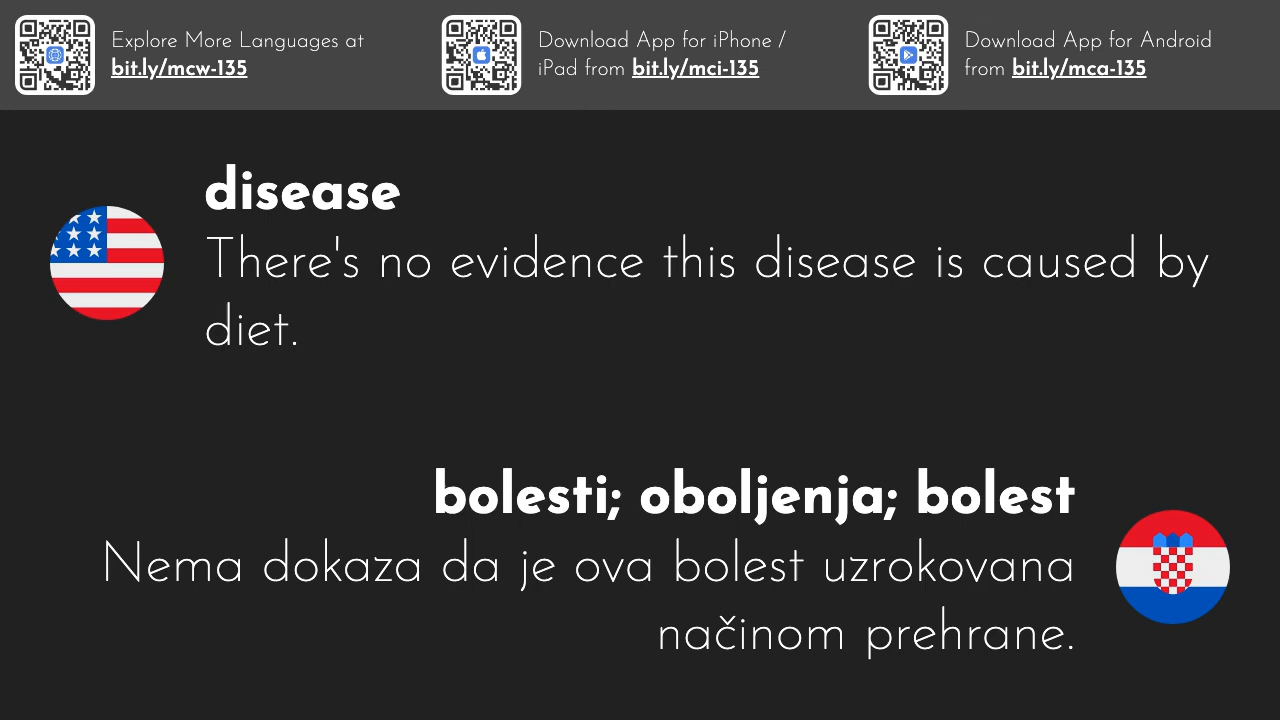 Explore More Languages at
bit.ly/mcw-135
Download App for iPhone /
iPad from bit.ly/mci-135
Download App for Android
from bit.ly/mca-135
disease
There's no evidence this disease is caused by
diet.
bolesti; oboljenja; bolest
Nema dokaza da je ova bolest uzrokovana
načinom prehrane.